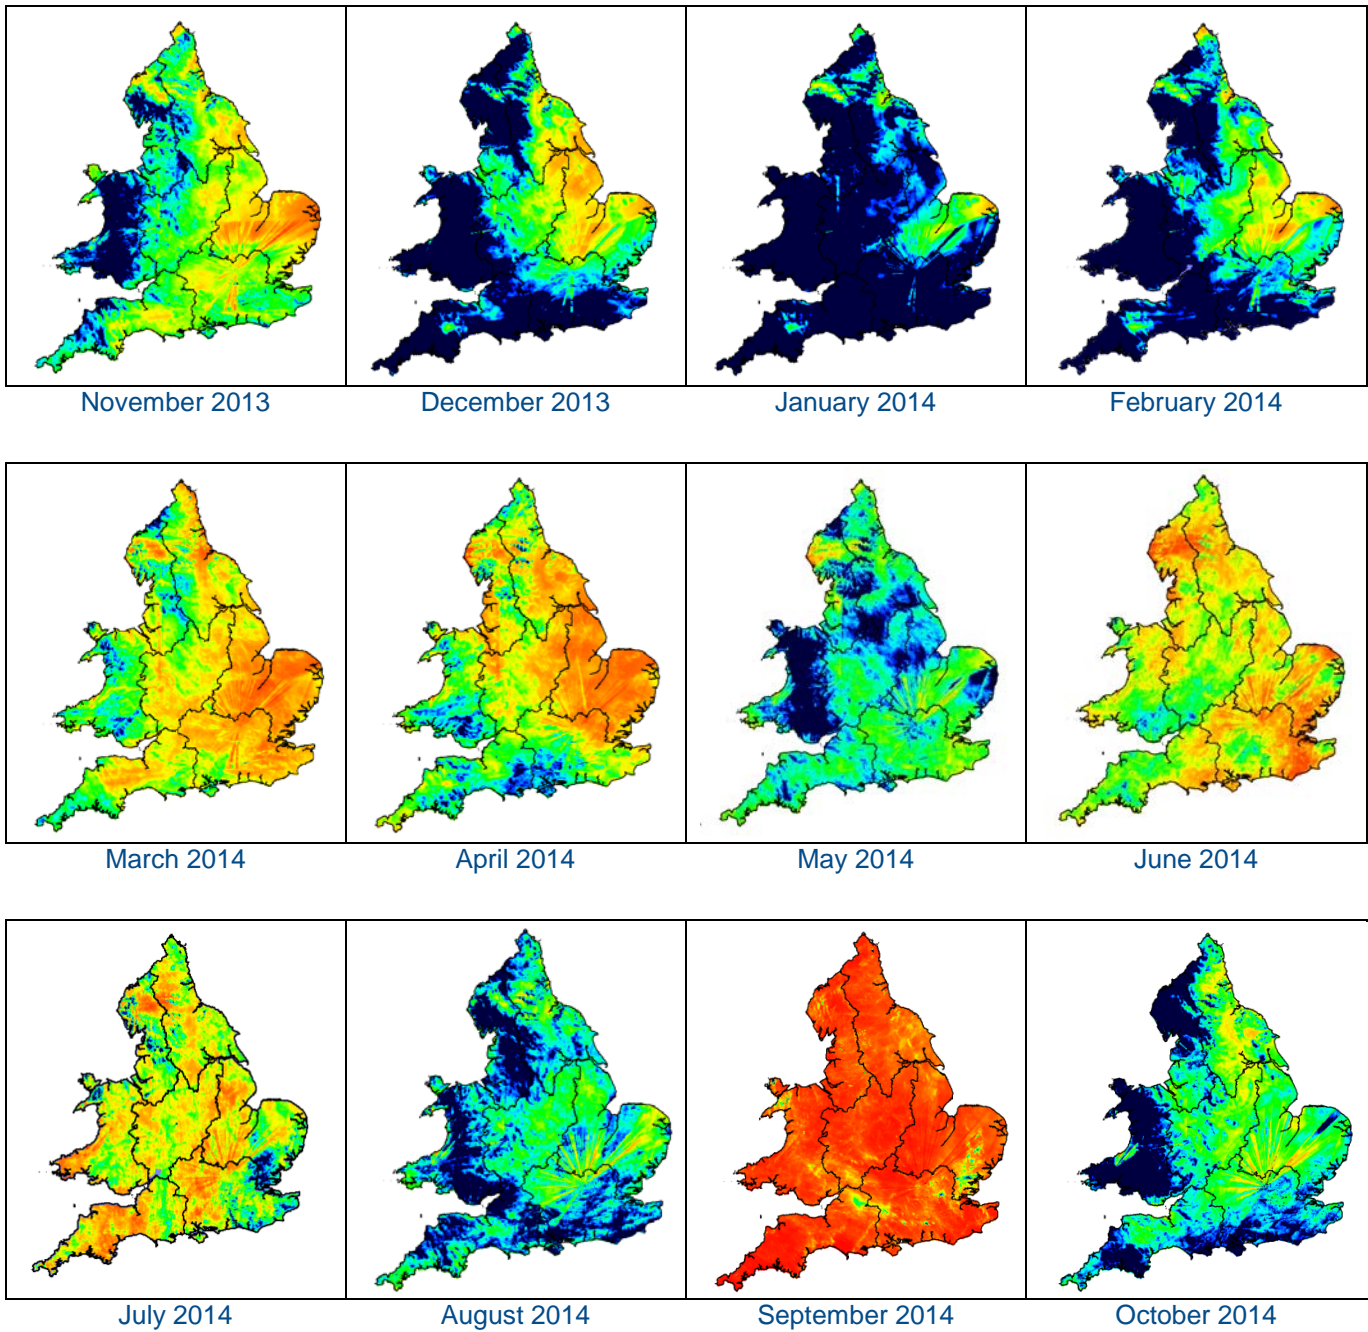 November 2013
December 2013
January 2014
February 2014
March 2014
April 2014
May 2014
June 2014
July 2014
August 2014
September 2014
October 2014